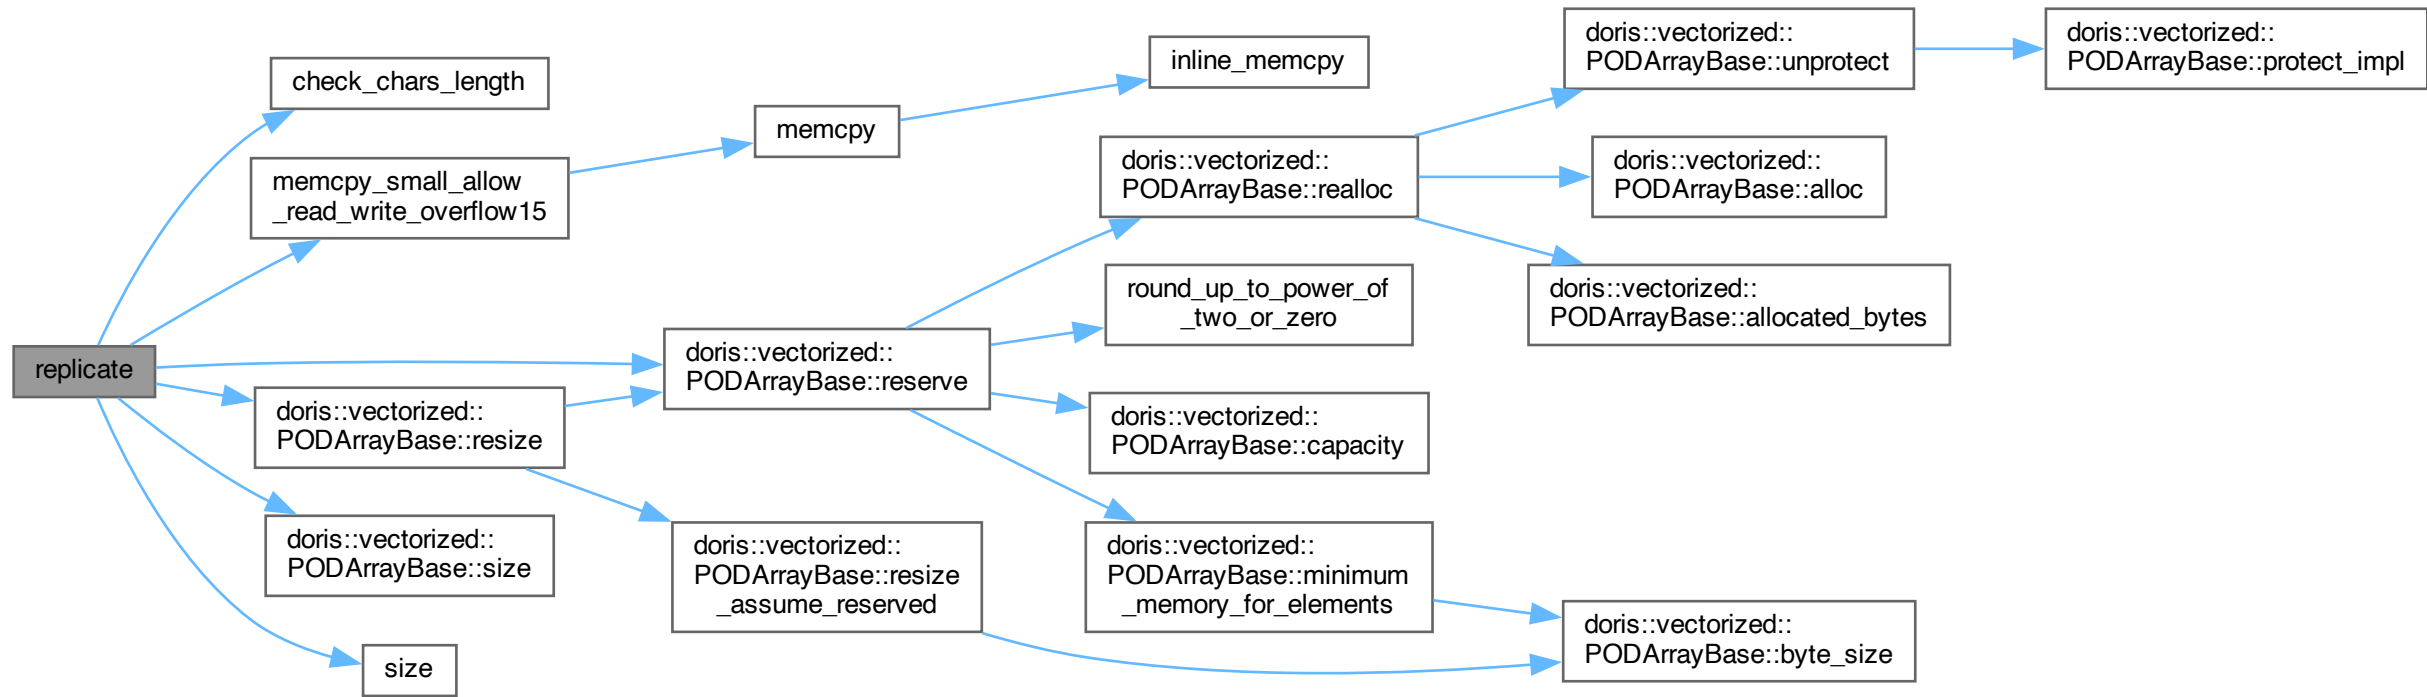 replicate
check_chars_length
memcpy_small_allow
_read_write_overflow15
memcpy
inline_memcpy
doris::vectorized::
PODArrayBase::reserve
doris::vectorized::
PODArrayBase::realloc
doris::vectorized::
PODArrayBase::unprotect
doris::vectorized::
PODArrayBase::protect_impl
doris::vectorized::
PODArrayBase::alloc
doris::vectorized::
PODArrayBase::allocated_bytes
round_up_to_power_of
_two_or_zero
doris::vectorized::
PODArrayBase::capacity
doris::vectorized::
PODArrayBase::minimum
_memory_for_elements
doris::vectorized::
PODArrayBase::byte_size
doris::vectorized::
PODArrayBase::resize
doris::vectorized::
PODArrayBase::resize
_assume_reserved
doris::vectorized::
PODArrayBase::size
size